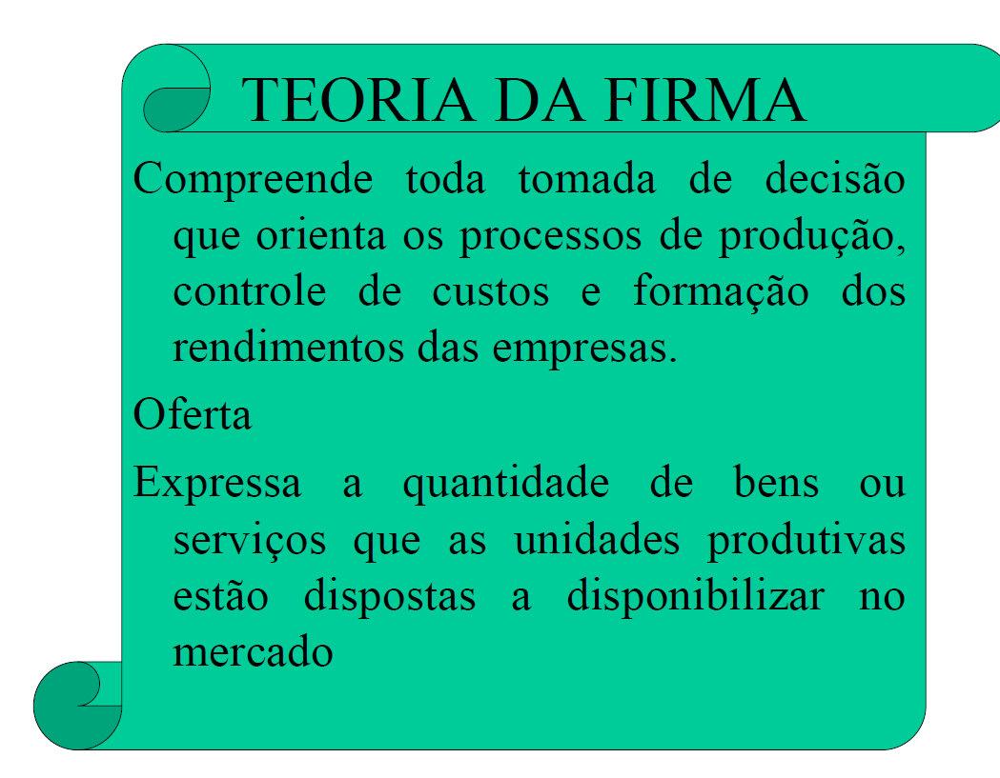 TEORIA DA FIRMA
Compreende toda tomada de decisão
que orienta os processos de produção,
controle de custos e formação dos
rendimentos das empresas.
Oferta
Expressa a quantidade de bens ou
serviços que as unidades produtivas
estão dispostas a disponibilizar no
mercado